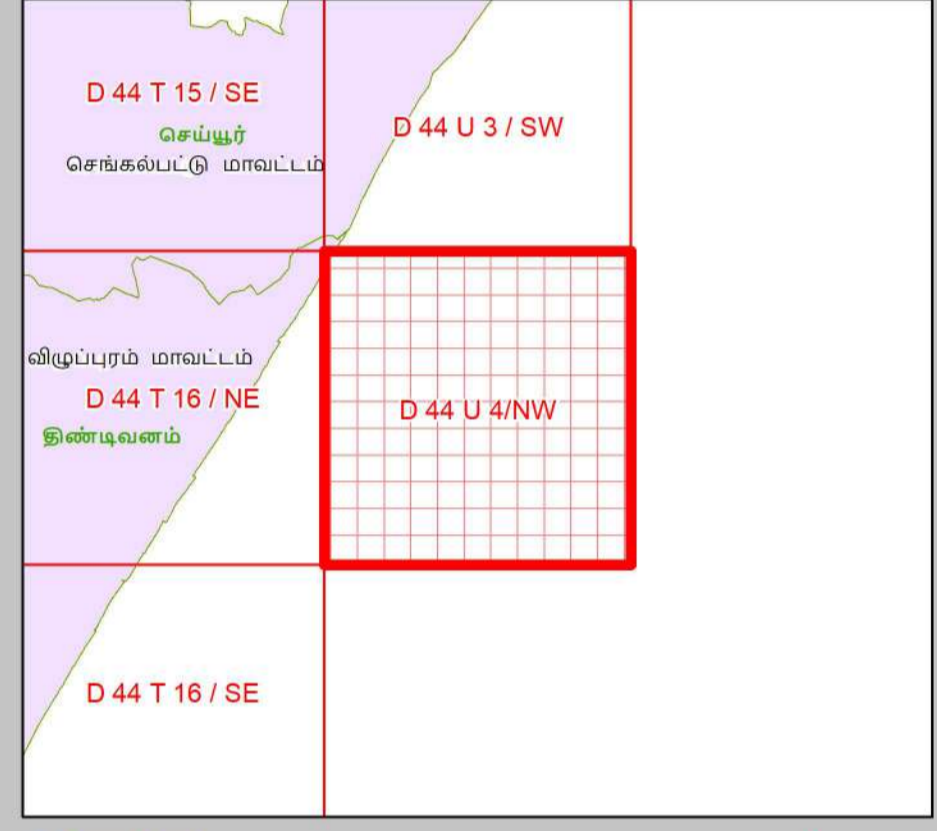 D 44 T 15 / SE
செய்யூர்
செங்கல்பட்டு மாவட்டம்
D 44 U 3 / SW
விழுப்புரம் மாவட்டம்
D 44 T 16 / NE
திண்டிவனம்
D 44 U 4/NW
D 44 T 16 / SE